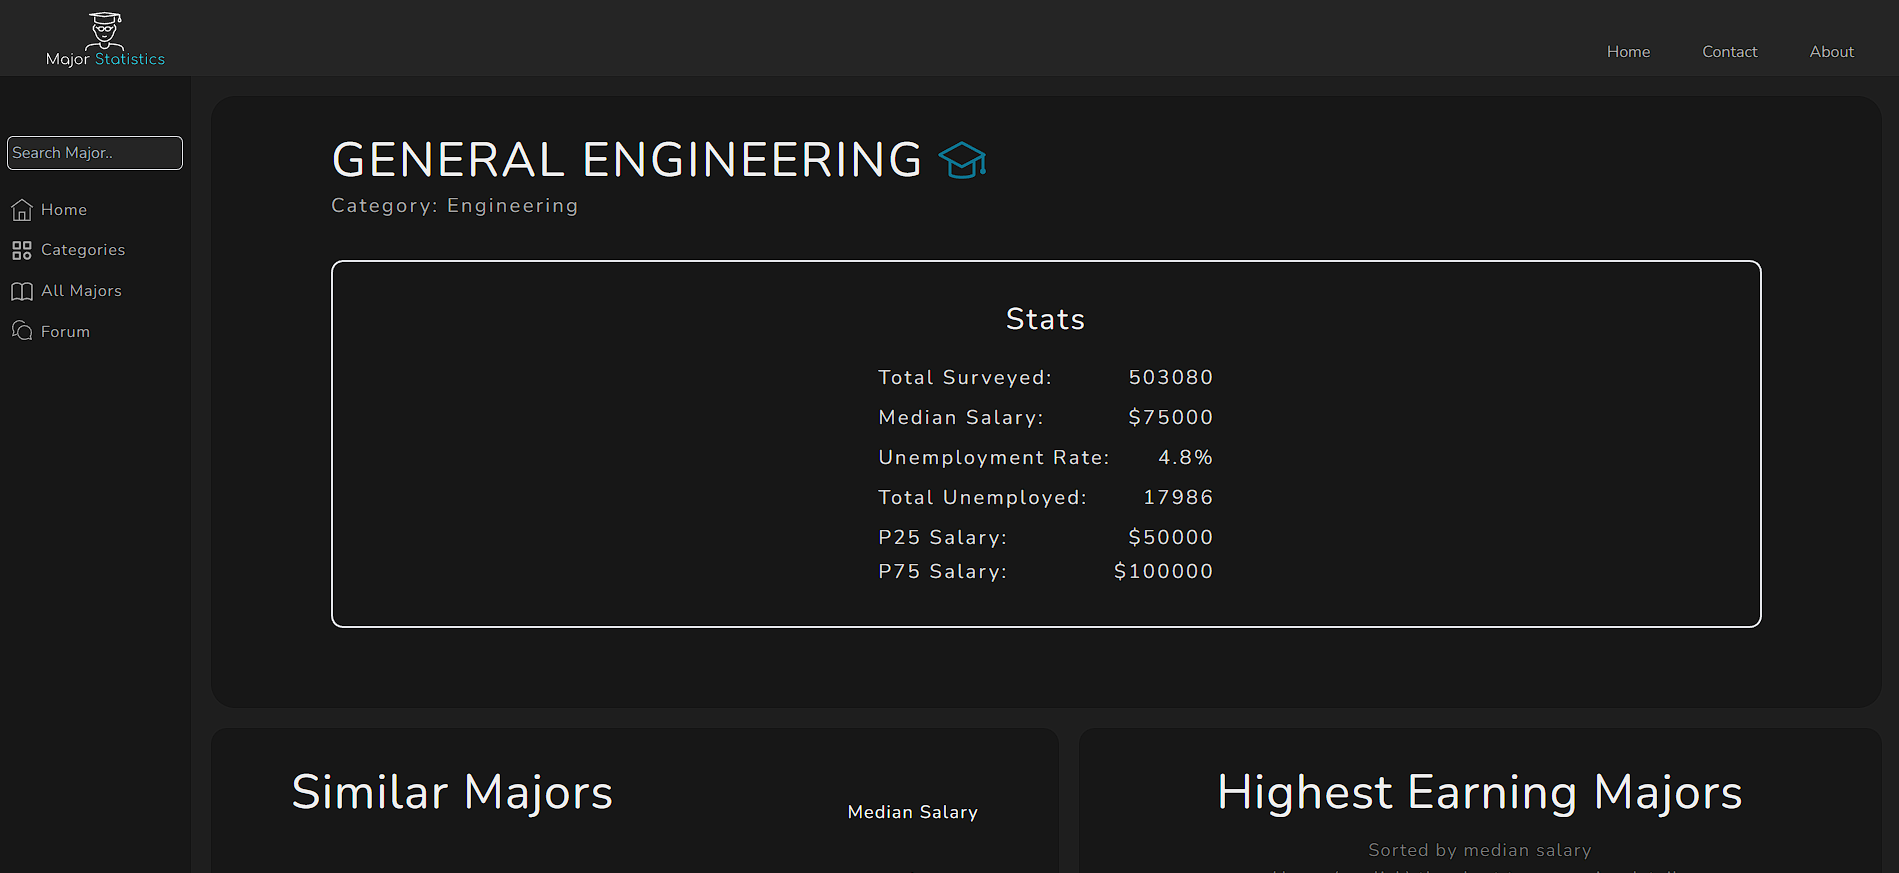 Major Statistics
Home
Contact
About
Search Major..
Home
Categories
All Majors
Forum
GENERAL ENGINEERING
Category: Engineering
Stats
Total Surveyed: 503080
Median Salary: $75000
Unemployment Rate: 4.8%
Total Unemployed: 17986
P25 Salary: $50000
P75 Salary: $100000
Similar Majors
Median Salary
Highest Earning Majors
Sorted by median salary